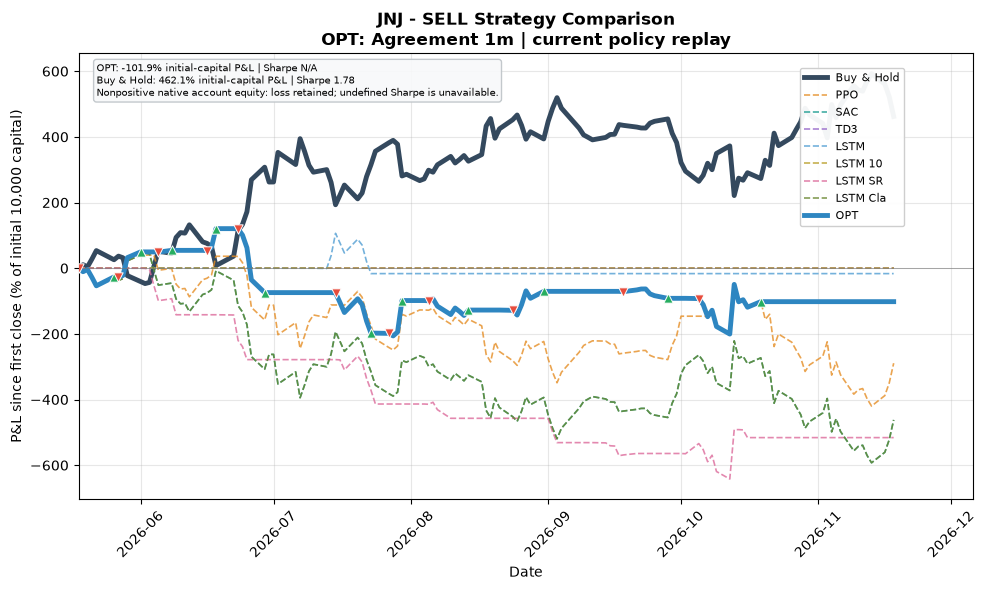 JNJ - SELL Strategy Comparison
OPT: Agreement 1m | current policy replay
OPT: -101.9% initial-capital P&L | Sharpe N/A
Buy & Hold: 462.1% initial-capital P&L | Sharpe 1.78
Nonpositive native account equity: loss retained; undefined Sharpe is unavailable.
Buy & Hold
PPO
SAC
TD3
LSTM
LSTM 10
LSTM SR
LSTM Cla
OPT
P&L since first close (% of initial 10,000 capital)
600
400
200
0
−200
−400
−600
2026-06
2026-07
2026-08
2026-09
2026-10
2026-11
2026-12
Date